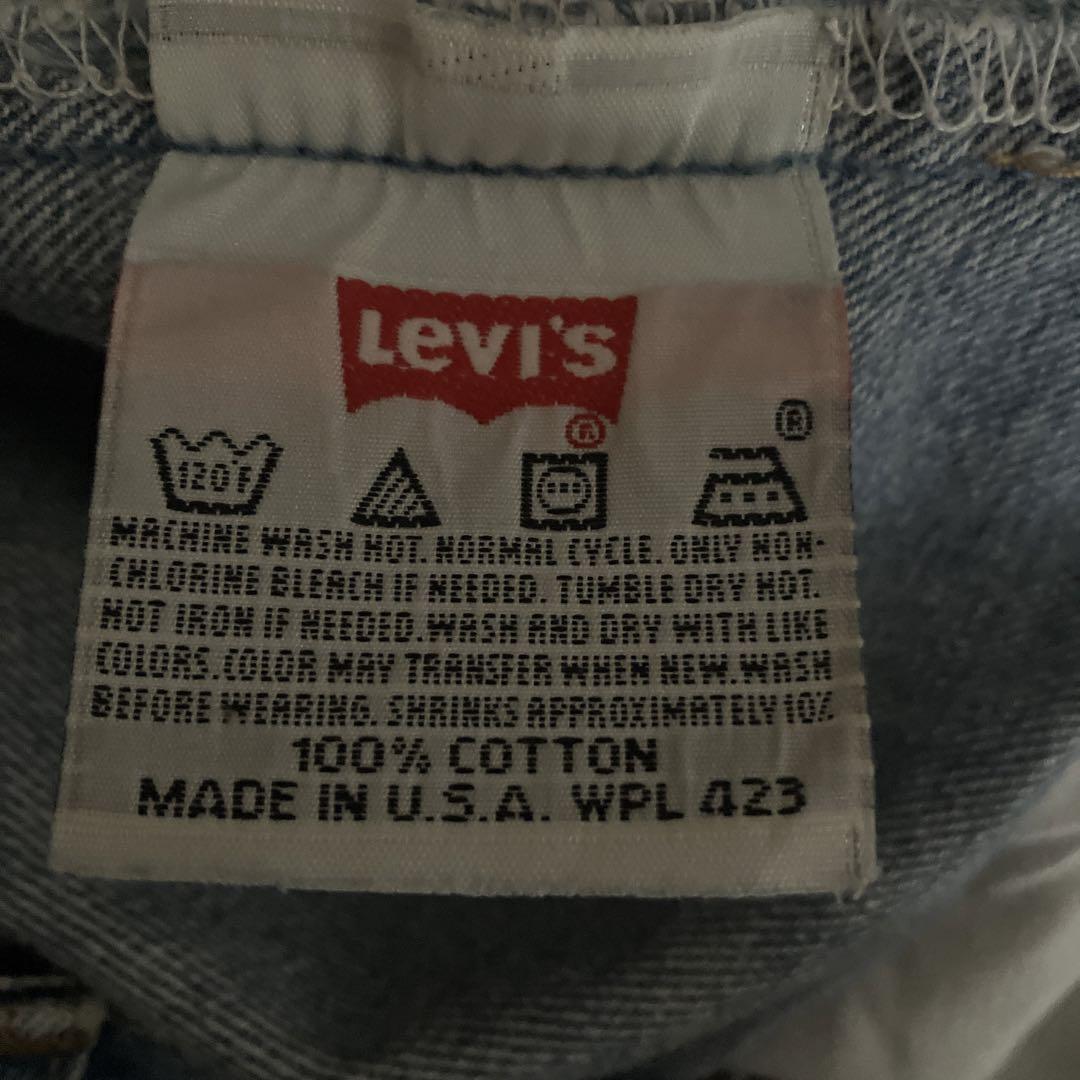 Levi's
®
®
120°F
MACHINE WASH HOT. NORMAL CYCLE. ONLY NON-
CHLORINE BLEACH IF NEEDED. TUMBLE DRY HOT.
HOT IRON IF NEEDED. WASH AND DRY WITH LIKE
COLORS. COLOR MAY TRANSFER WHEN NEW. WASH
BEFORE WEARING. SHRINKS APPROXIMATELY 10%
100% COTTON
MADE IN U.S.A. WPL 423